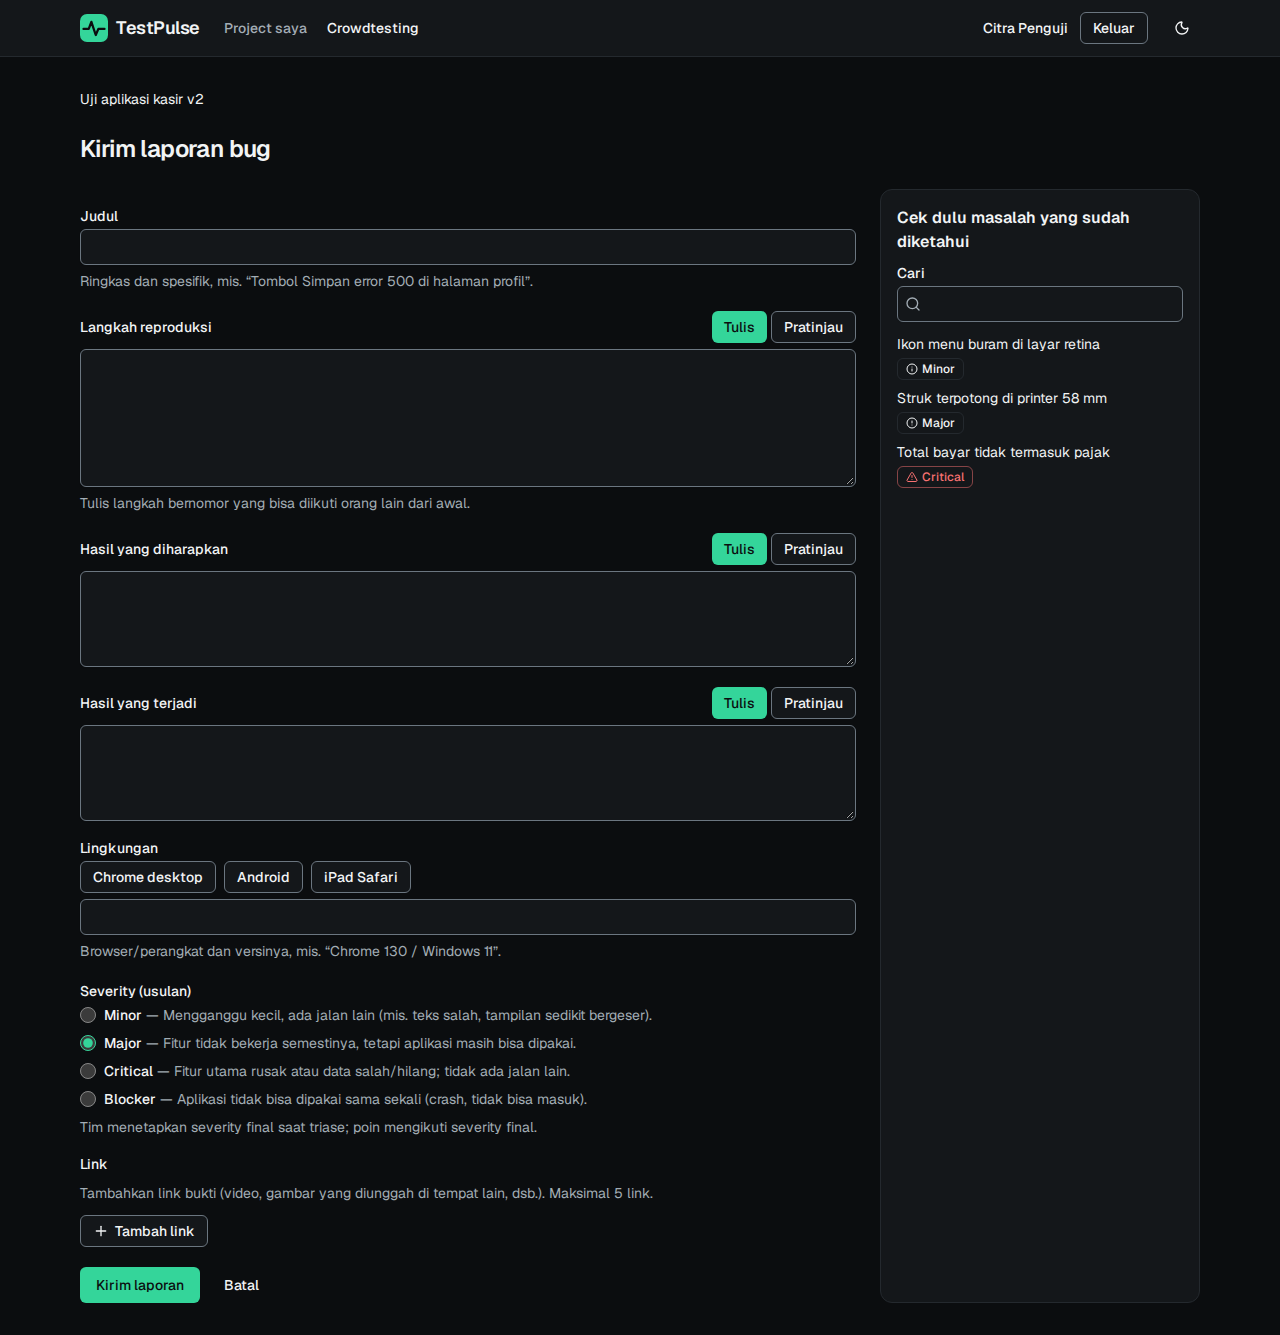 TestPulse
Project saya
Crowdtesting
Citra Penguji
Keluar
Uji aplikasi kasir v2
Kirim laporan bug
Judul
Ringkas dan spesifik, mis. “Tombol Simpan error 500 di halaman profil”.
Langkah reproduksi
Tulis
Pratinjau
Tulis langkah bernomor yang bisa diikuti orang lain dari awal.
Hasil yang diharapkan
Tulis
Pratinjau
Hasil yang terjadi
Tulis
Pratinjau
Lingkungan
Chrome desktop
Android
iPad Safari
Browser/perangkat dan versinya, mis. “Chrome 130 / Windows 11”.
Severity (usulan)
Minor — Mengganggu kecil, ada jalan lain (mis. teks salah, tampilan sedikit bergeser).
Major — Fitur tidak bekerja semestinya, tetapi aplikasi masih bisa dipakai.
Critical — Fitur utama rusak atau data salah/hilang; tidak ada jalan lain.
Blocker — Aplikasi tidak bisa dipakai sama sekali (crash, tidak bisa masuk).
Tim menetapkan severity final saat triase; poin mengikuti severity final.
Link
Tambahkan link bukti (video, gambar yang diunggah di tempat lain, dsb.). Maksimal 5 link.
Tambah link
Kirim laporan
Batal
Cek dulu masalah yang sudah
diketahui
Cari
Ikon menu buram di layar retina
Minor
Struk terpotong di printer 58 mm
Major
Total bayar tidak termasuk pajak
Critical